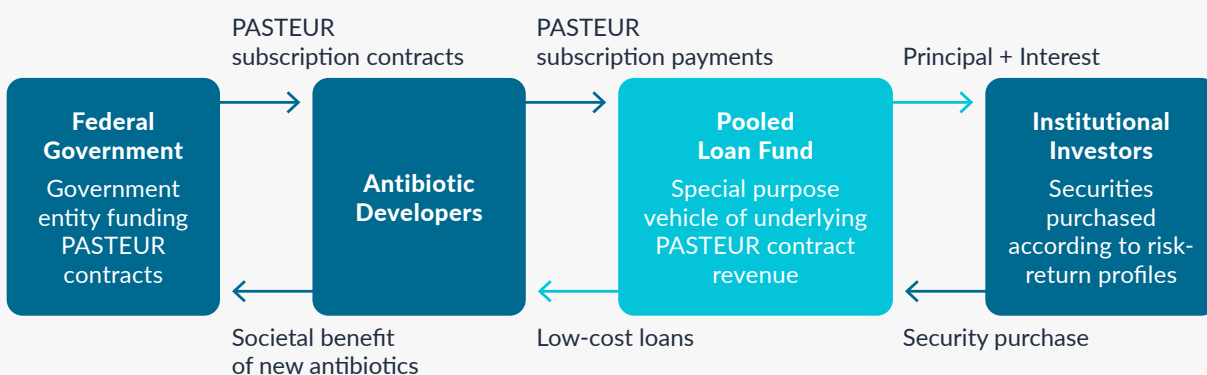 PASTEUR
subscription contracts
PASTEUR
subscription payments
Principal + Interest
Federal
Government
Government
entity funding
PASTEUR
contracts
Antibiotic
Developers
Pooled
Loan Fund
Special purpose
vehicle of underlying
PASTEUR contract
revenue
Institutional
Investors
Securities
purchased
according to risk-
return profiles
Societal benefit
of new antibiotics
Low-cost loans
Security purchase